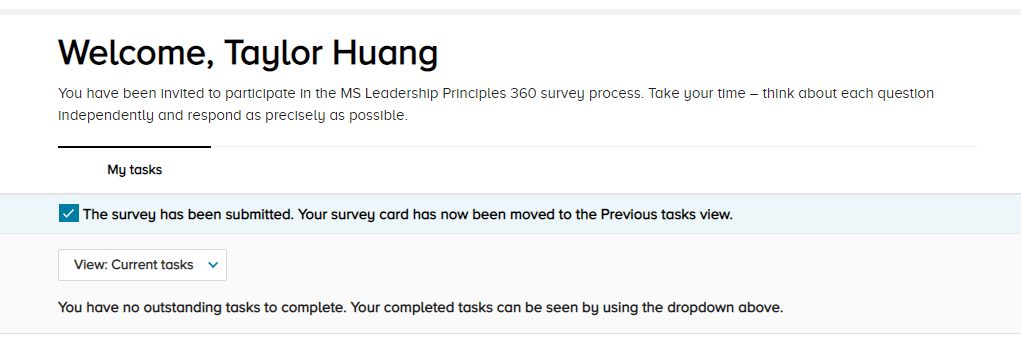 Welcome, Taylor Huang
You have been invited to participate in the MS Leadership Principles 360 survey process. Take your time – think about each question
independently and respond as precisely as possible.
My tasks
The survey has been submitted. Your survey card has now been moved to the Previous tasks view.
View: Current tasks
You have no outstanding tasks to complete. Your completed tasks can be seen by using the dropdown above.